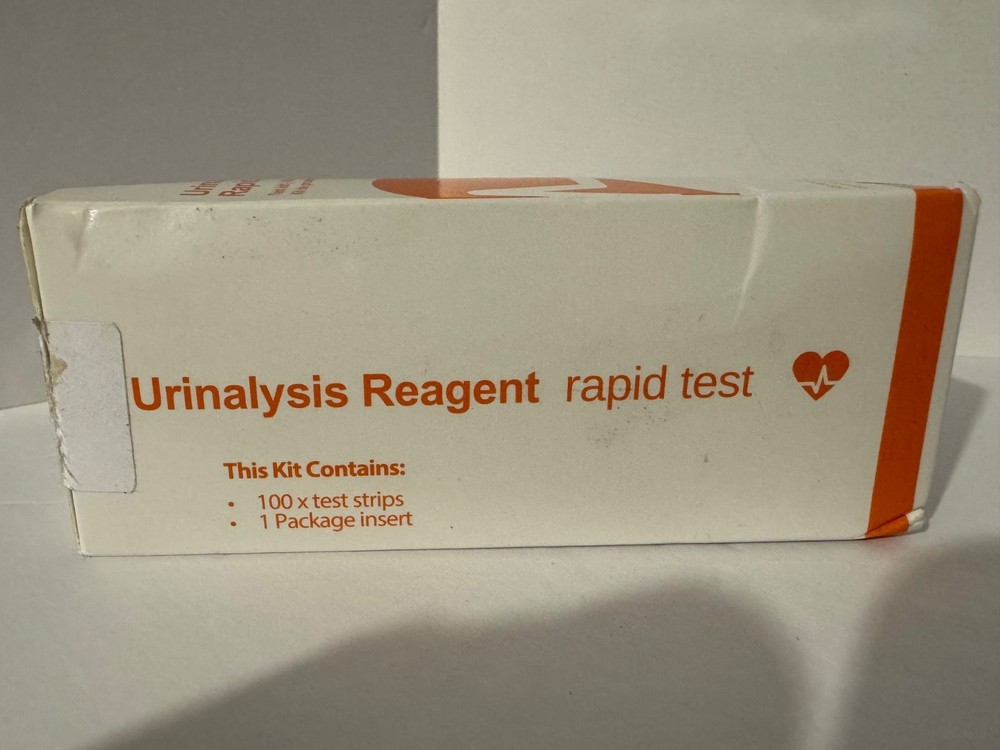 Urinalysis Reagent rapid test
This Kit Contains:
• 100 x test strips
• 1 Package insert